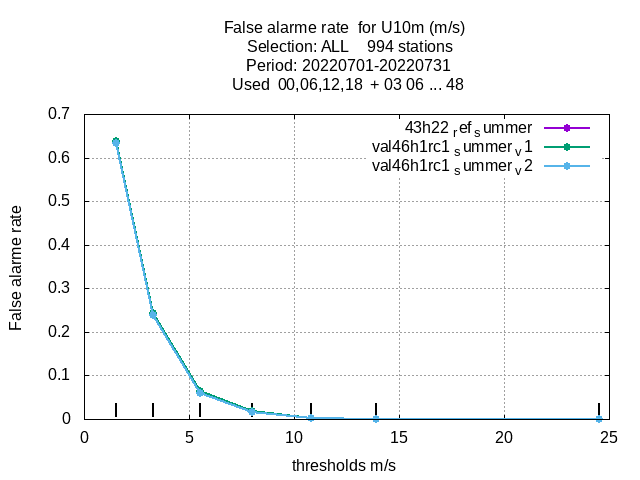 False alarme rate  for U10m (m/s)
Selection: ALL    994 stations
Period: 20220701-20220731
Used  00,06,12,18  + 03 06 ... 48
43h22 ref summer
val46h1rc1 summer v1
val46h1rc1 summer v2
0.7
0.6
0.5
0.4
0.3
0.2
0.1
0
False alarme rate
0 5 10 15 20 25
thresholds m/s